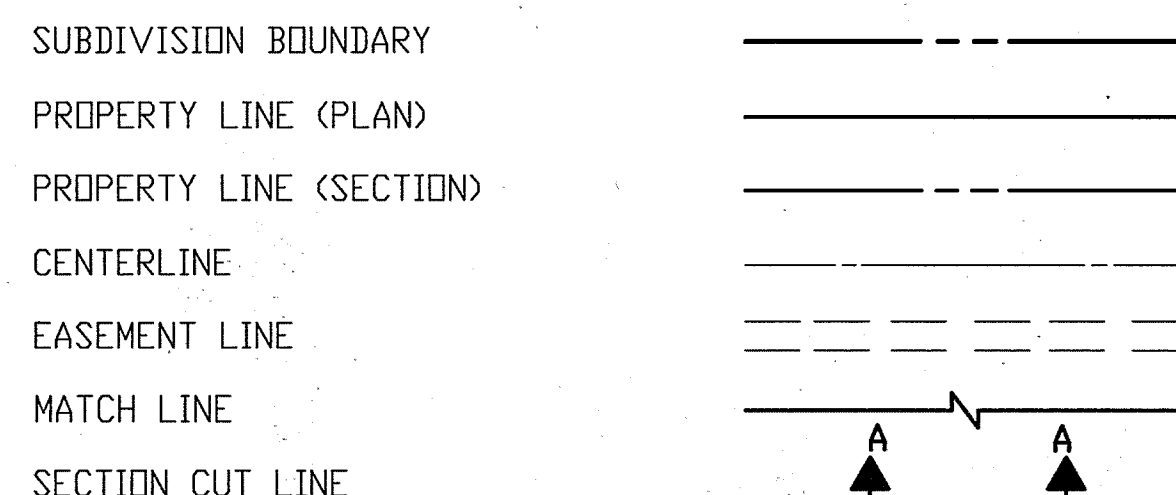 SUBDIVISION BOUNDARY
PROPERTY LINE (PLAN)
PROPERTY LINE (SECTION)
CENTERLINE
EASEMENT LINE
MATCH LINE
A A
SECTION CUT LINE